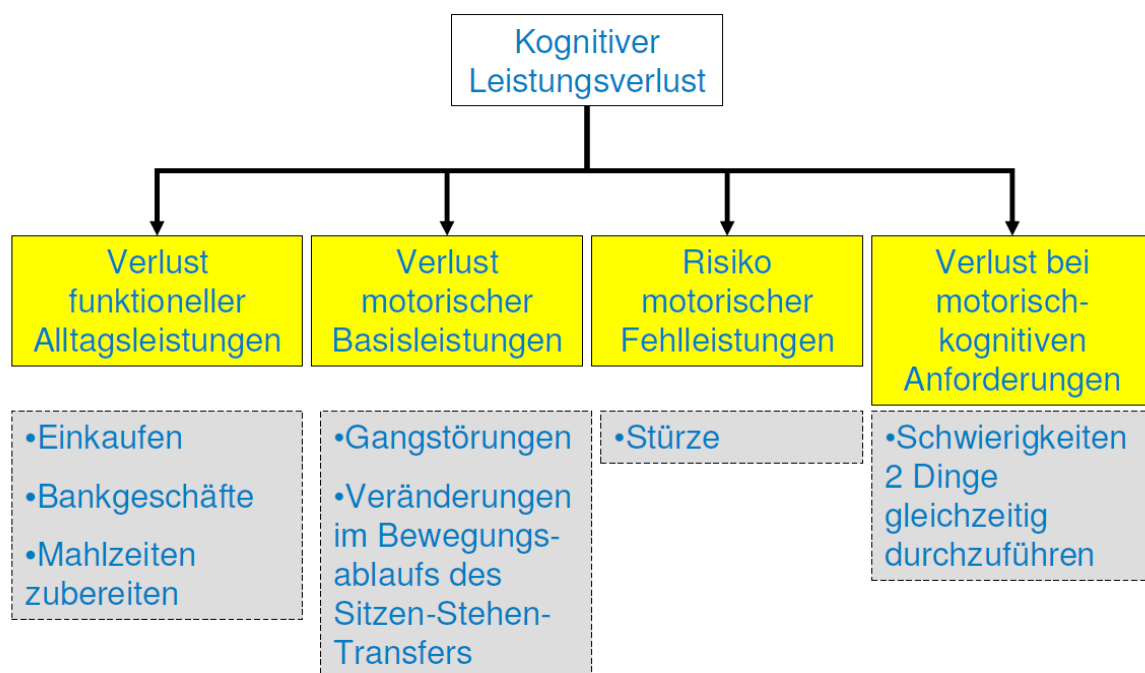 Kognitiver
Leistungsverlust
Verlust
funktioneller
Alltagsleistungen
Verlust
motorischer
Basisleistungen
Risiko
motorischer
Fehlleistungen
Verlust bei
motorisch-
kognitiven
Anforderungen
•Einkaufen
•Bankgeschäfte
•Mahlzeiten
zubereiten
•Gangstörungen
•Veränderungen
im Bewegungs-
ablaufs des
Sitzen-Stehen-
Transfers
•Stürze
•Schwierigkeiten
2 Dinge
gleichzeitig
durchzuführen